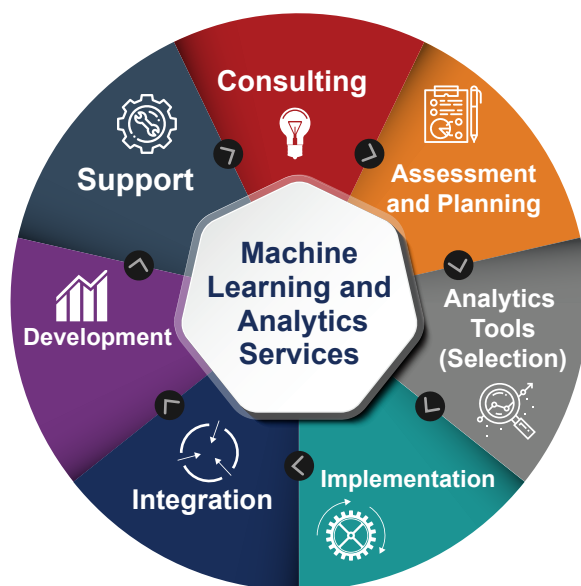 Consulting
Assessment
and Planning
Analytics
Tools
(Selection)
Implementation
Integration
Development
Support
Machine
Learning and
Analytics
Services